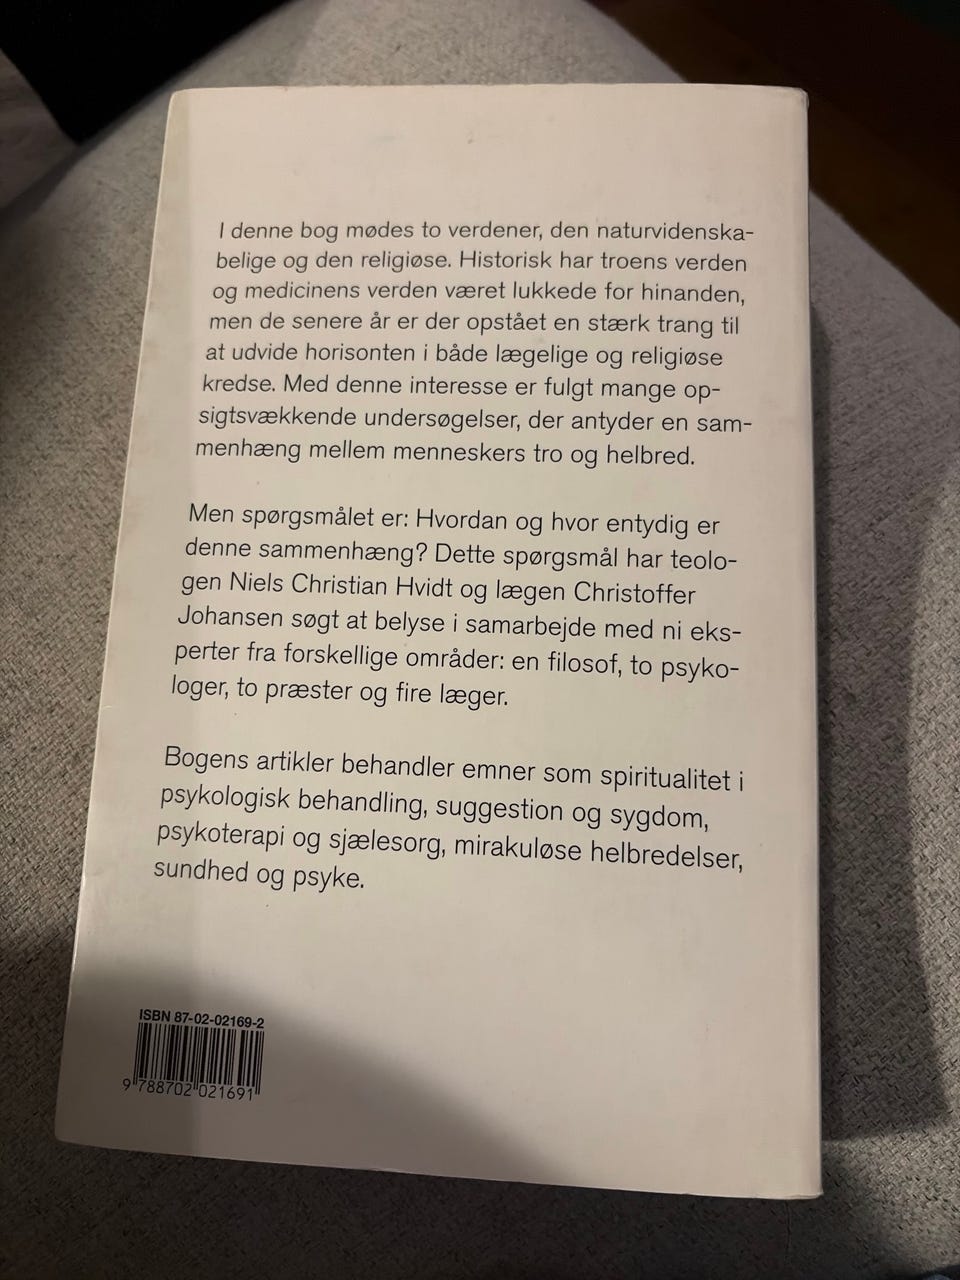 I denne bog mødes to verdener, den naturvidenska-
belige og den religiøse. Historisk har troens verden
og medicinens verden været lukkede for hinanden,
men de senere år er der opstået en stærk trang til
at udvide horisonten i både lægelige og religiøse
kredse. Med denne interesse er fulgt mange op-
sigtsvækkende undersøgelser, der antyder en sam-
menhæng mellem menneskers tro og helbred.
Men spørgsmålet er: Hvordan og hvor entydig er
denne sammenhæng? Dette spørgsmål har teolo-
gen Niels Christian Hvidt og lægen Christoffer
Johansen søgt at belyse i samarbejde med ni eks-
perter fra forskellige områder: en filosof, to psyko-
loger, to præster og fire læger.
Bogens artikler behandler emner som spiritualitet i
psykologisk behandling, suggestion og sygdom,
psykoterapi og sjælesorg, mirakuløse helbredelser,
sundhed og psyke.
ISBN 87-02-02169-2
9 788702 021691